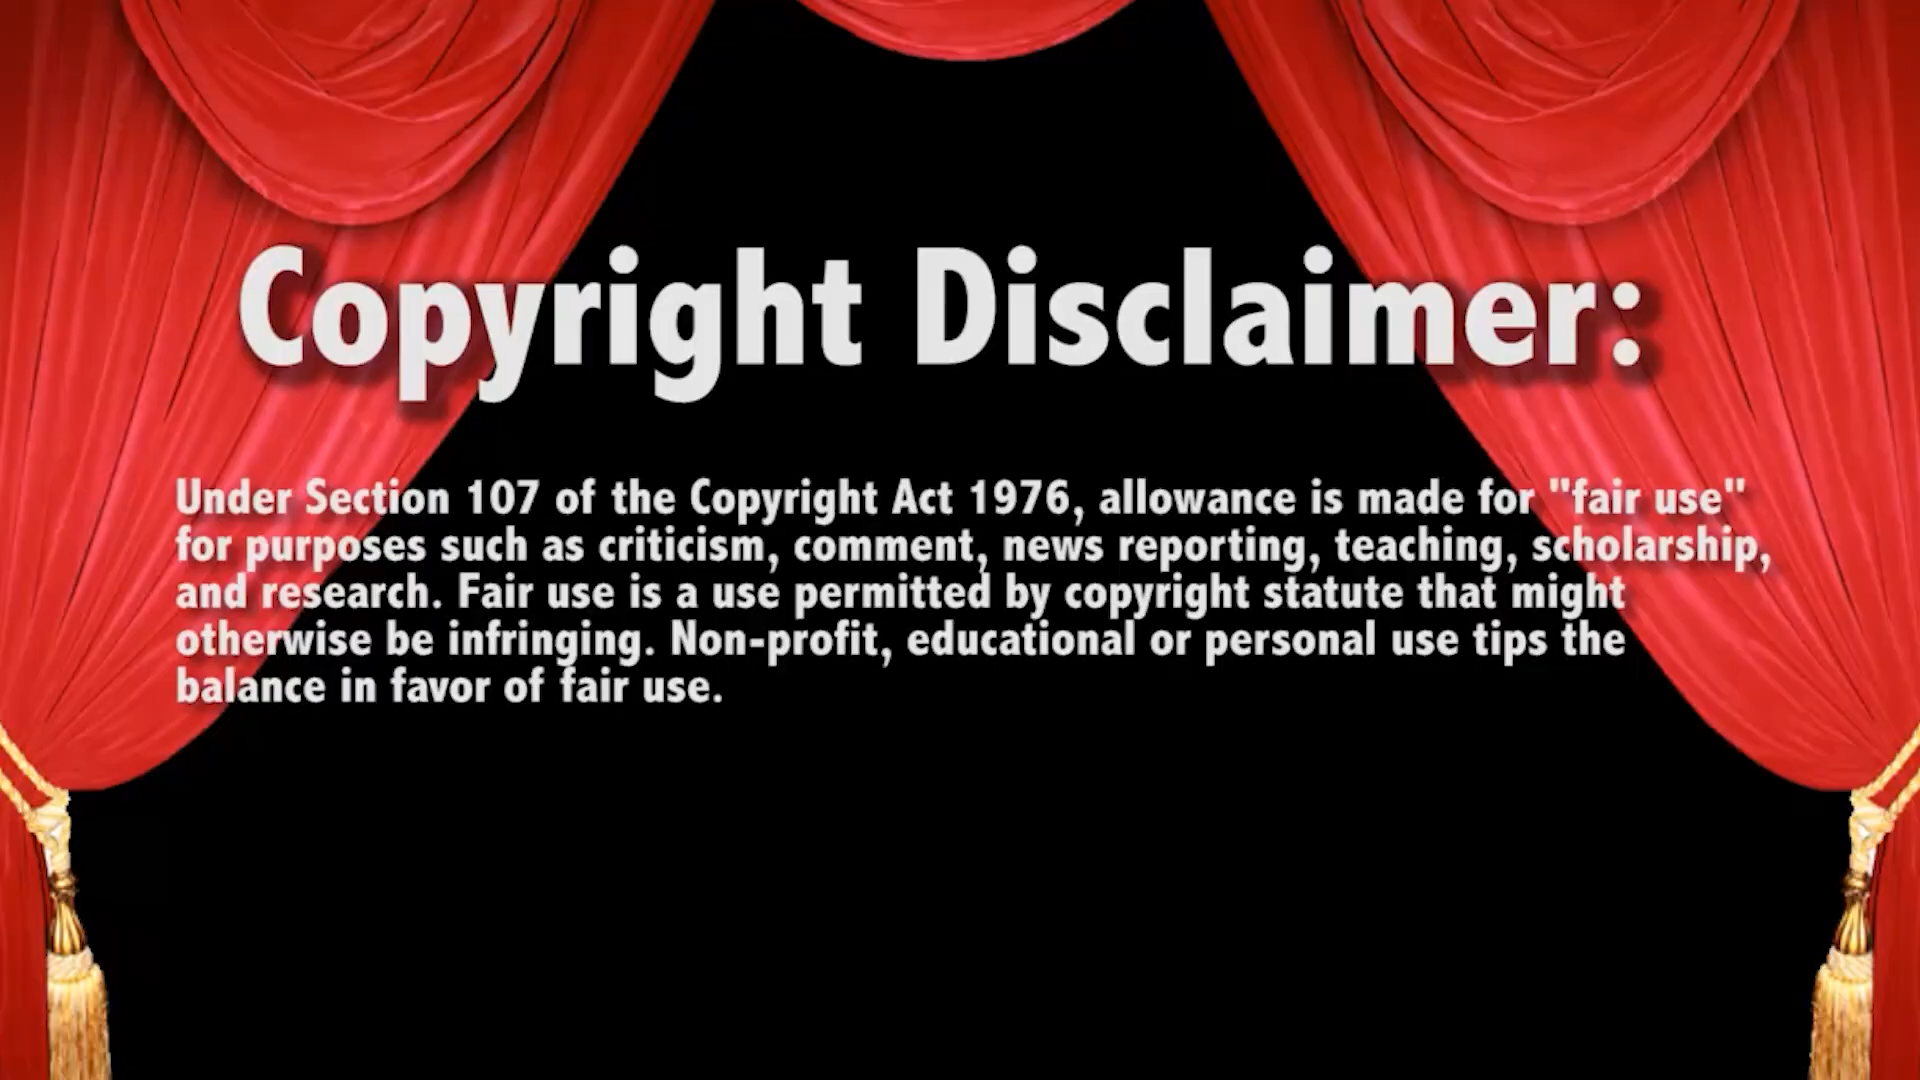 Copyright Disclaimer:
Under Section 107 of the Copyright Act 1976, allowance is made for "fair use"
for purposes such as criticism, comment, news reporting, teaching, scholarship,
and research. Fair use is a use permitted by copyright statute that might
otherwise be infringing. Non-profit, educational or personal use tips the
balance in favor of fair use.